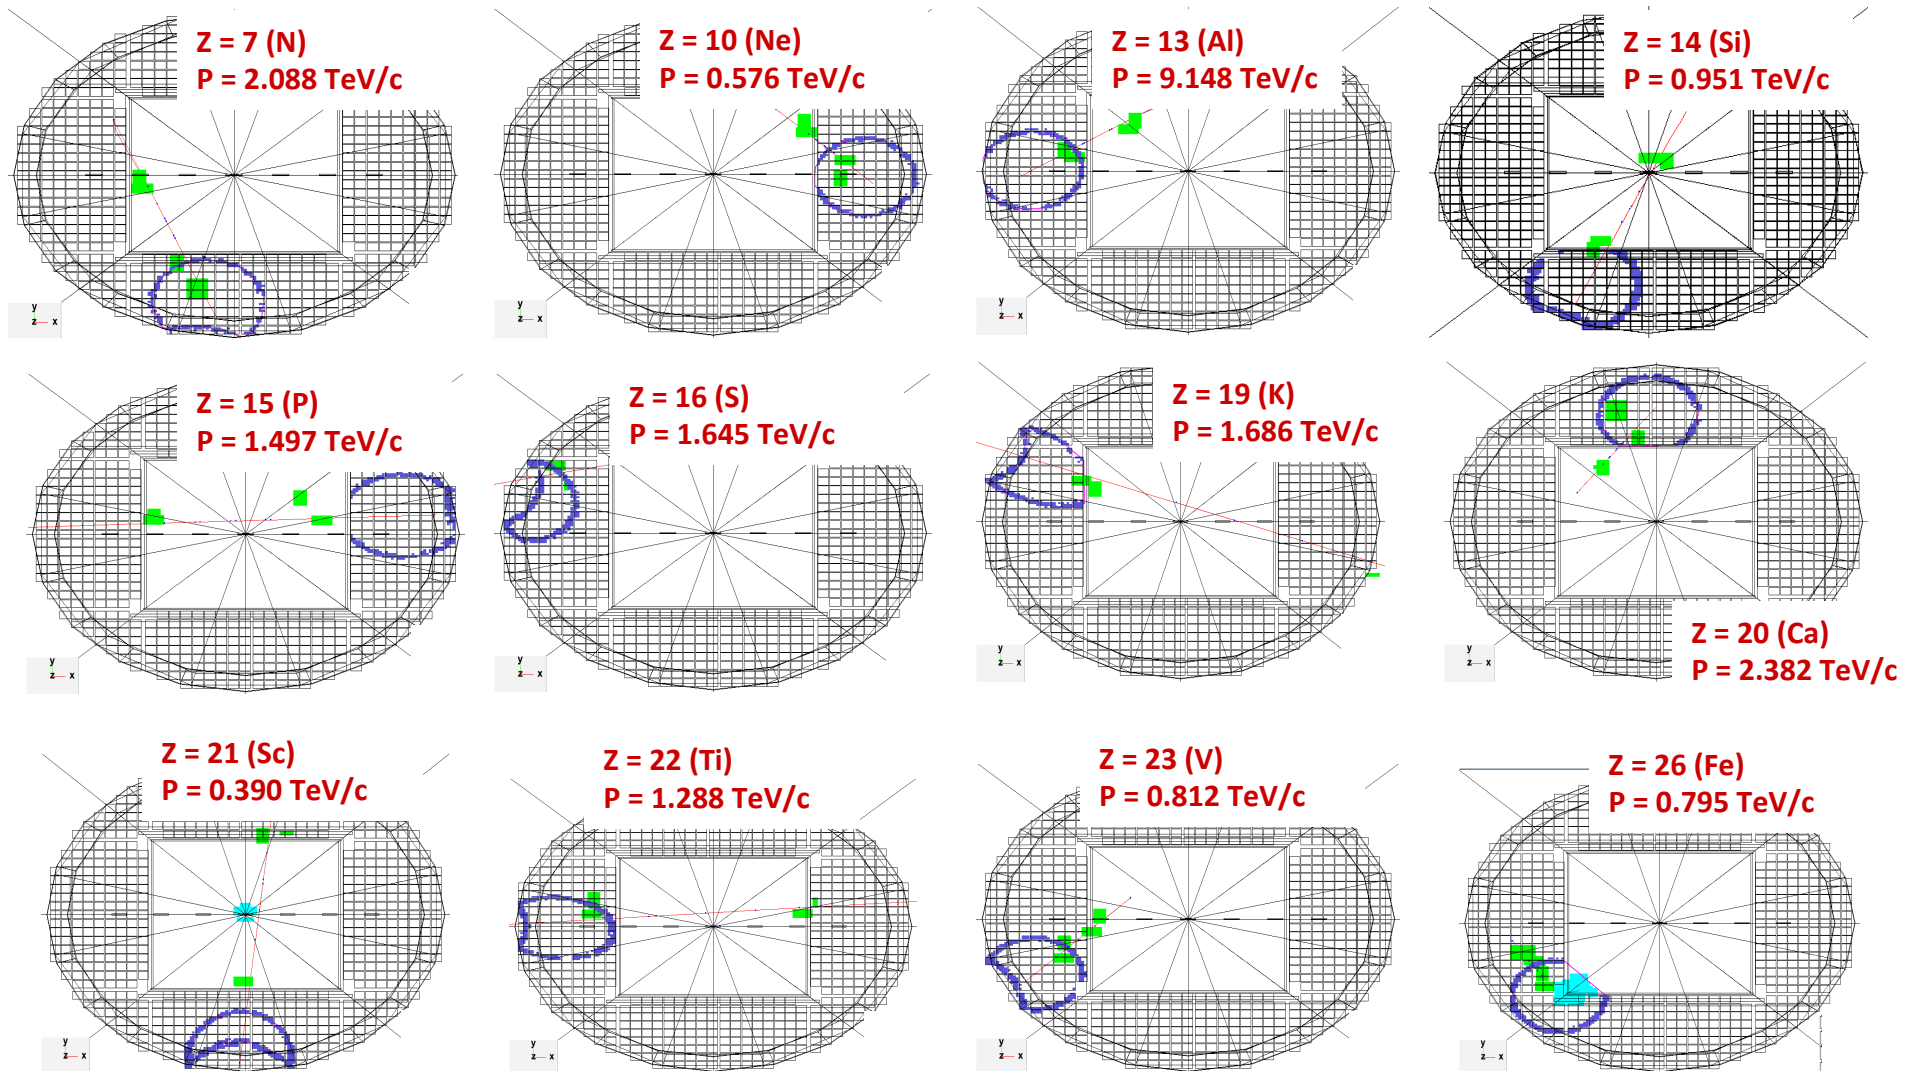 Z = 7 (N)
P = 2.088 TeV/c
y
z x
Z = 10 (Ne)
P = 0.576 TeV/c
y
z x
Z = 13 (Al)
P = 9.148 TeV/c
y
z x
Z = 14 (Si)
P = 0.951 TeV/c
y
z x
Z = 15 (P)
P = 1.497 TeV/c
y
z x
Z = 16 (S)
P = 1.645 TeV/c
y
z x
Z = 19 (K)
P = 1.686 TeV/c
y
z x
Z = 20 (Ca)
P = 2.382 TeV/c
y
z x
Z = 21 (Sc)
P = 0.390 TeV/c
y
z x
Z = 22 (Ti)
P = 1.288 TeV/c
y
z x
Z = 23 (V)
P = 0.812 TeV/c
y
z x
Z = 26 (Fe)
P = 0.795 TeV/c
y
z x